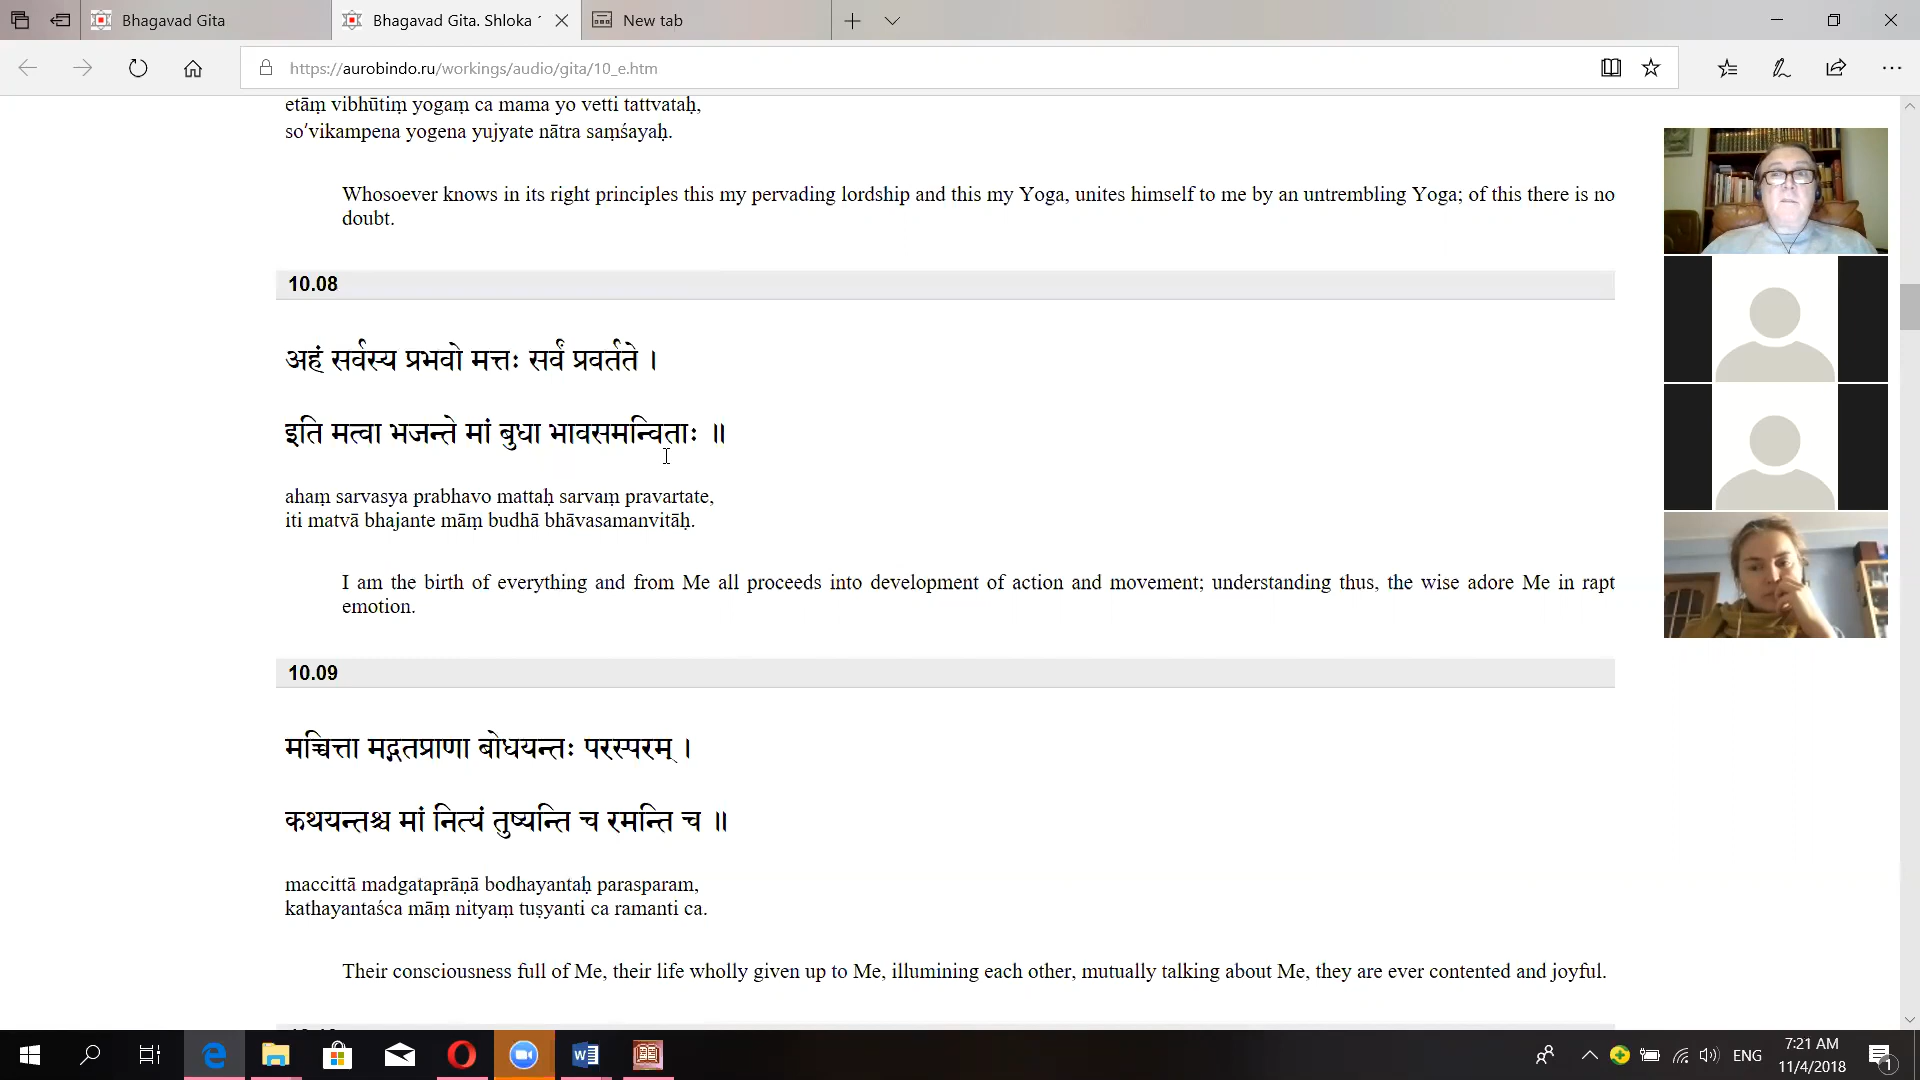 Bhagavad Gita
Bhagavad Gita. Shloka
New tab
https://aurobindo.ru/workings/audio/gita/10_e.htm
etāṃ vibhūtiṃ yogaṃ ca mama yo vetti tattvataḥ,
so’vikampena yogena yujyate nātra saṃśayaḥ.
Whosoever knows in its right principles this my pervading lordship and this my Yoga, unites himself to me by an untrembling Yoga; of this there is no
doubt.
10.08
अहं सर्वस्य प्रभवो मत्तः सर्वं प्रवर्तते ।
इति मत्वा भजन्ते मां बुधा भावसमन्विताः ॥
ahaṃ sarvasya prabhavo mattaḥ sarvaṃ pravartate,
iti matvā bhajante māṃ budhā bhāvasamanvitāḥ.
I am the birth of everything and from Me all proceeds into development of action and movement; understanding thus, the wise adore Me in rapt
emotion.
10.09
मच्चित्ता मद्गतप्राणा बोधयन्तः परस्परम् ।
कथयन्तश्च मां नित्यं तुष्यन्ति च रमन्ति च ॥
maccittā madgataprāṇā bodhayantaḥ parasparam,
kathayantaśca māṃ nityaṃ tuṣyanti ca ramanti ca.
Their consciousness full of Me, their life wholly given up to Me, illumining each other, mutually talking about Me, they are ever contented and joyful.
ENG
7:21 AM
11/4/2018
1